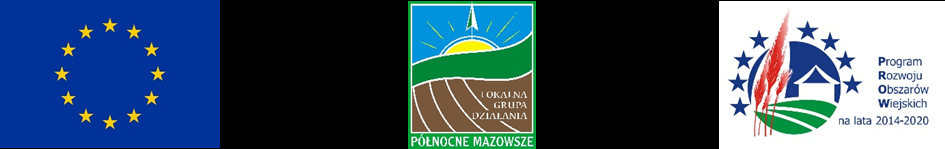 LOKALNA
GRUPA
DZIAŁANIA
PÓŁNOCNE MAZOWSZE
Program
Rozwoju
Obszarów
Wiejskich
na lata 2014-2020